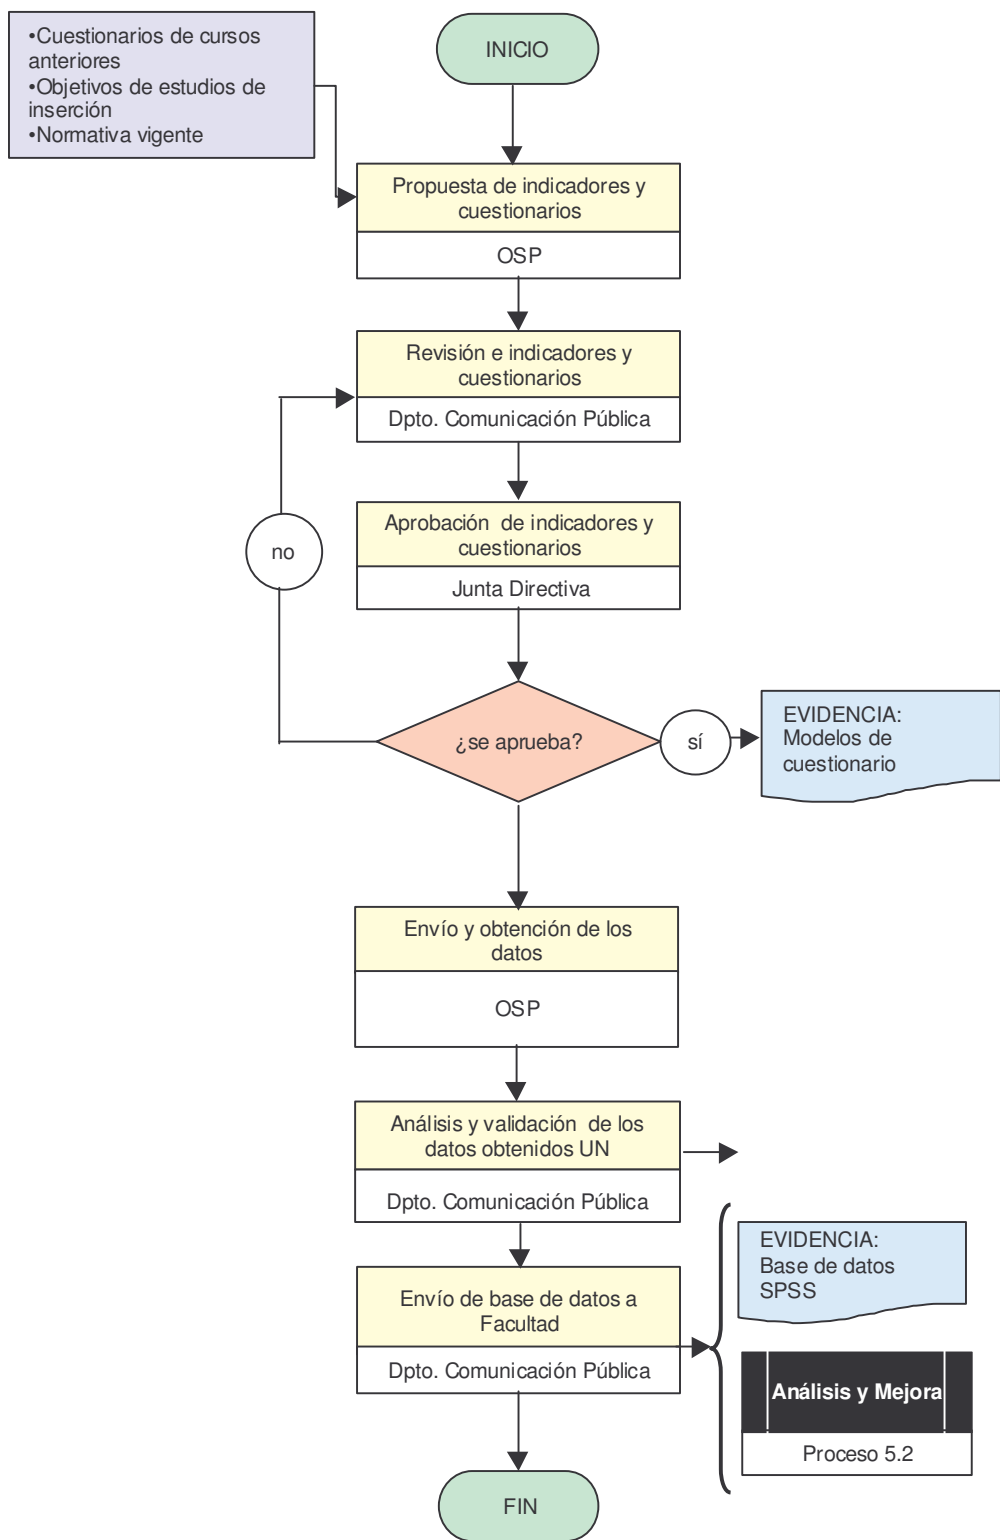 •Cuestionarios de cursos
anteriores
•Objetivos de estudios de
inserción
•Normativa vigente
INICIO
Propuesta de indicadores y
cuestionarios
OSP
Revisión e indicadores y
cuestionarios
Dpto. Comunicación Pública
Aprobación de indicadores y
cuestionarios
Junta Directiva
no
¿se aprueba?
sí
EVIDENCIA:
Modelos de
cuestionario
Envío y obtención de los
datos
OSP
Análisis y validación de los
datos obtenidos UN
Dpto. Comunicación Pública
Envío de base de datos a
Facultad
Dpto. Comunicación Pública
EVIDENCIA:
Base de datos
SPSS
Análisis y Mejora
Proceso 5.2
FIN